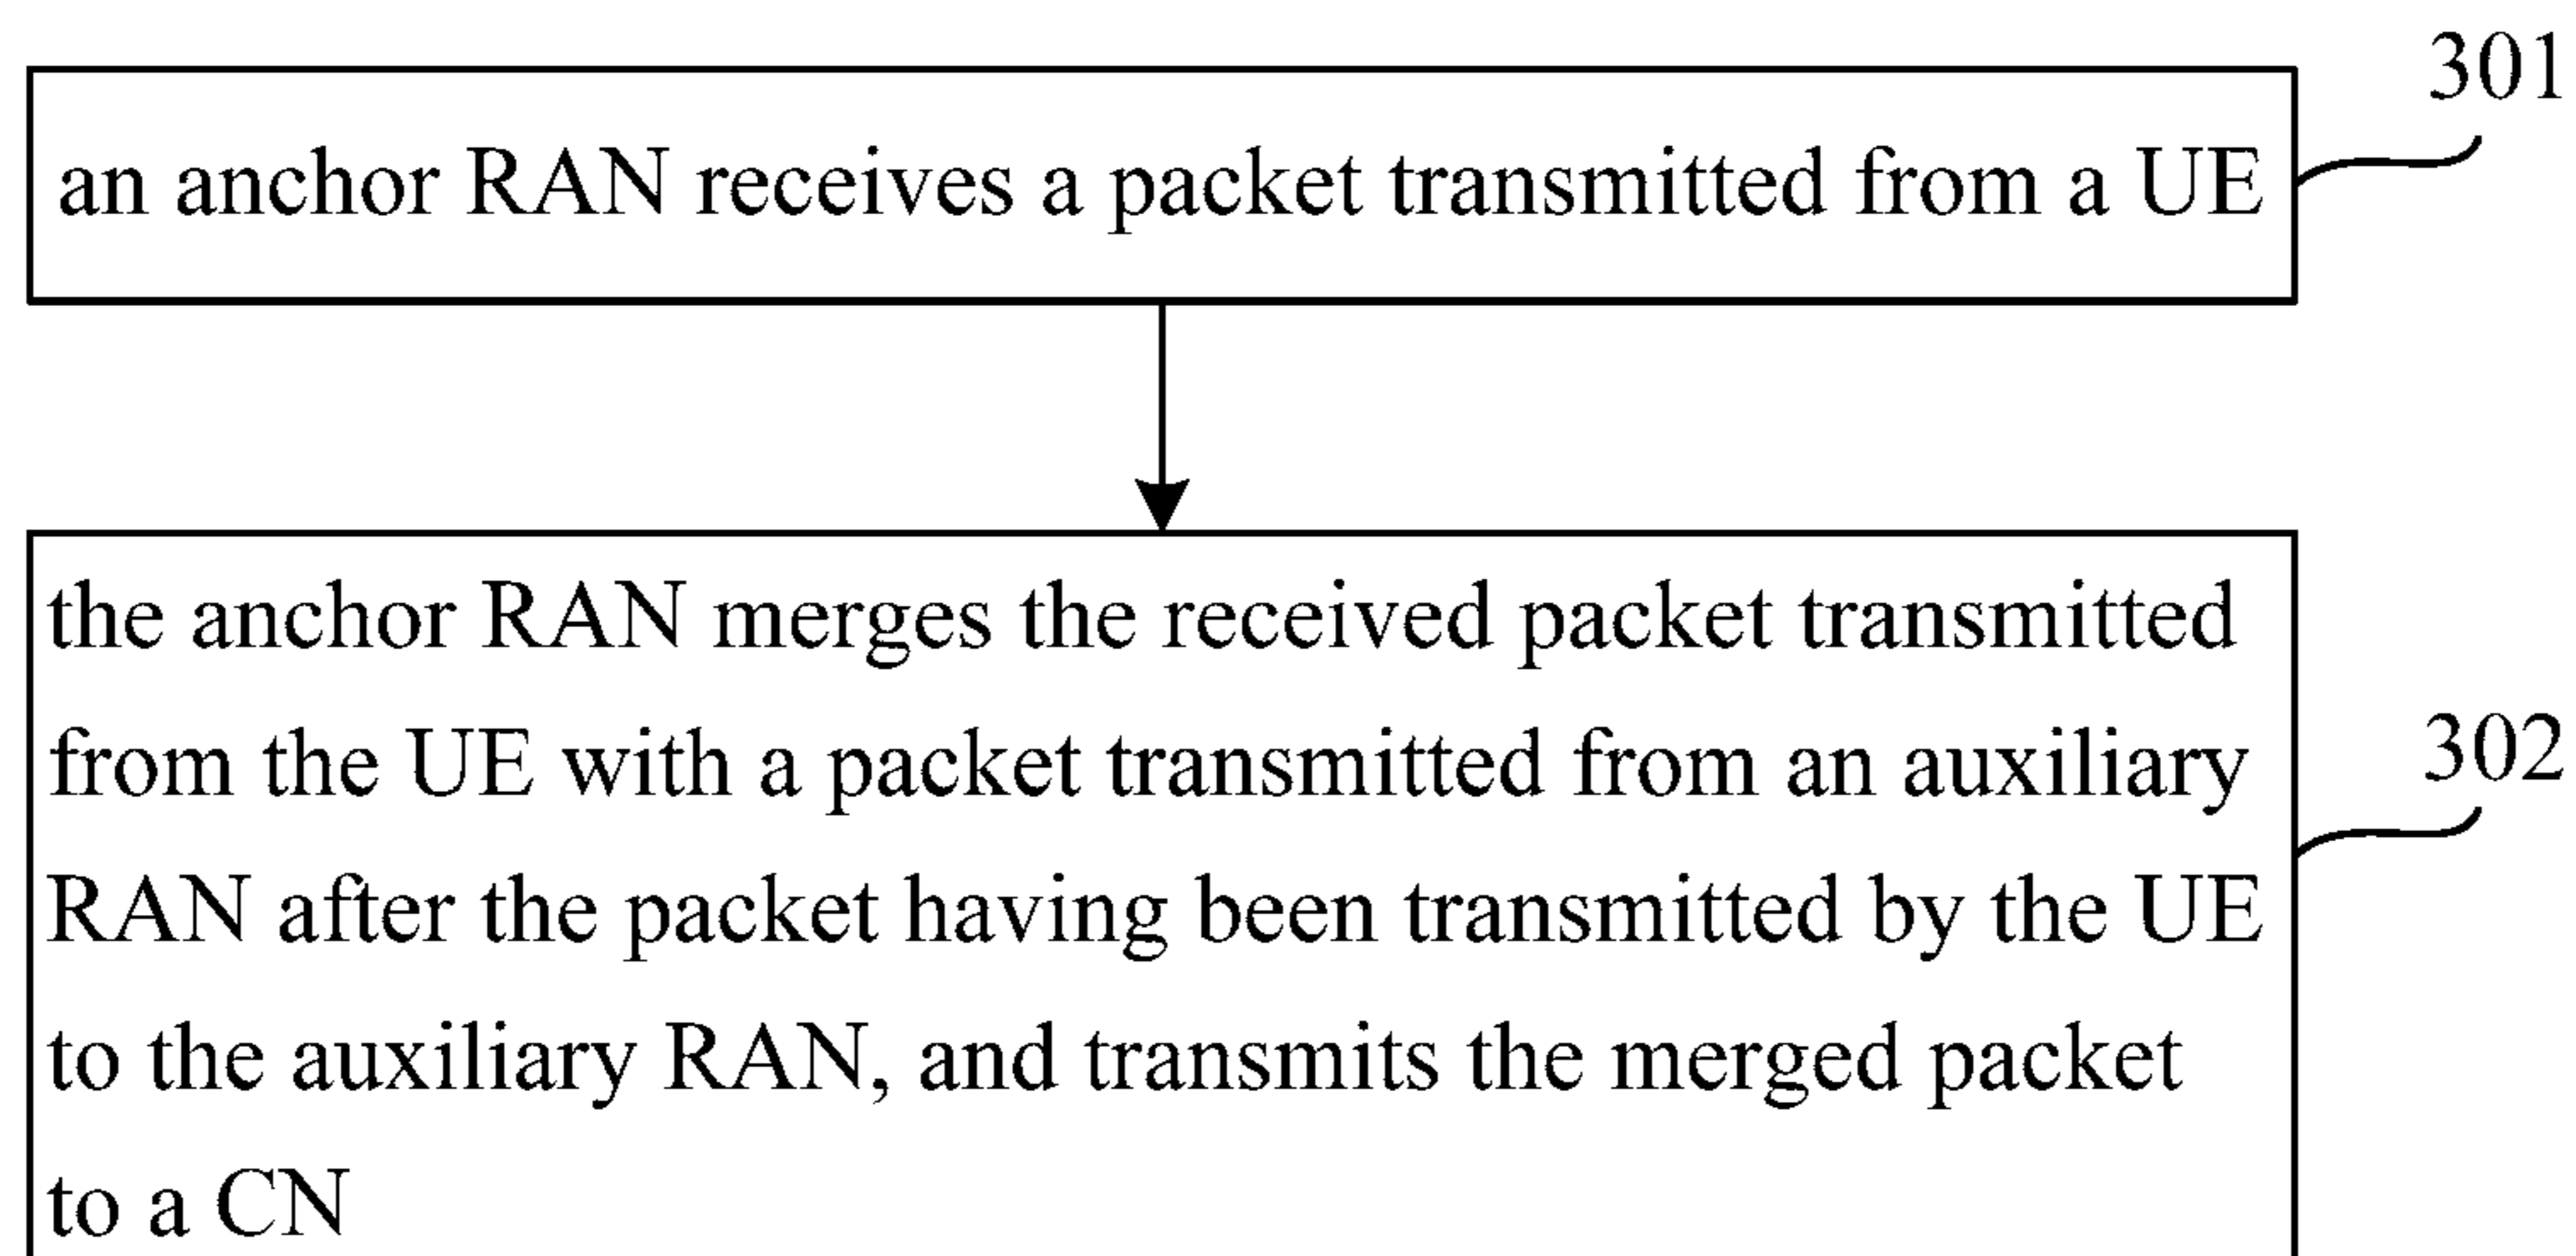 301
an anchor RAN receives a packet transmitted from a UE
the anchor RAN merges the received packet transmitted
from the UE with a packet transmitted from an auxiliary
RAN after the packet having been transmitted by the UE
to the auxiliary RAN, and transmits the merged packet
to a CN
302